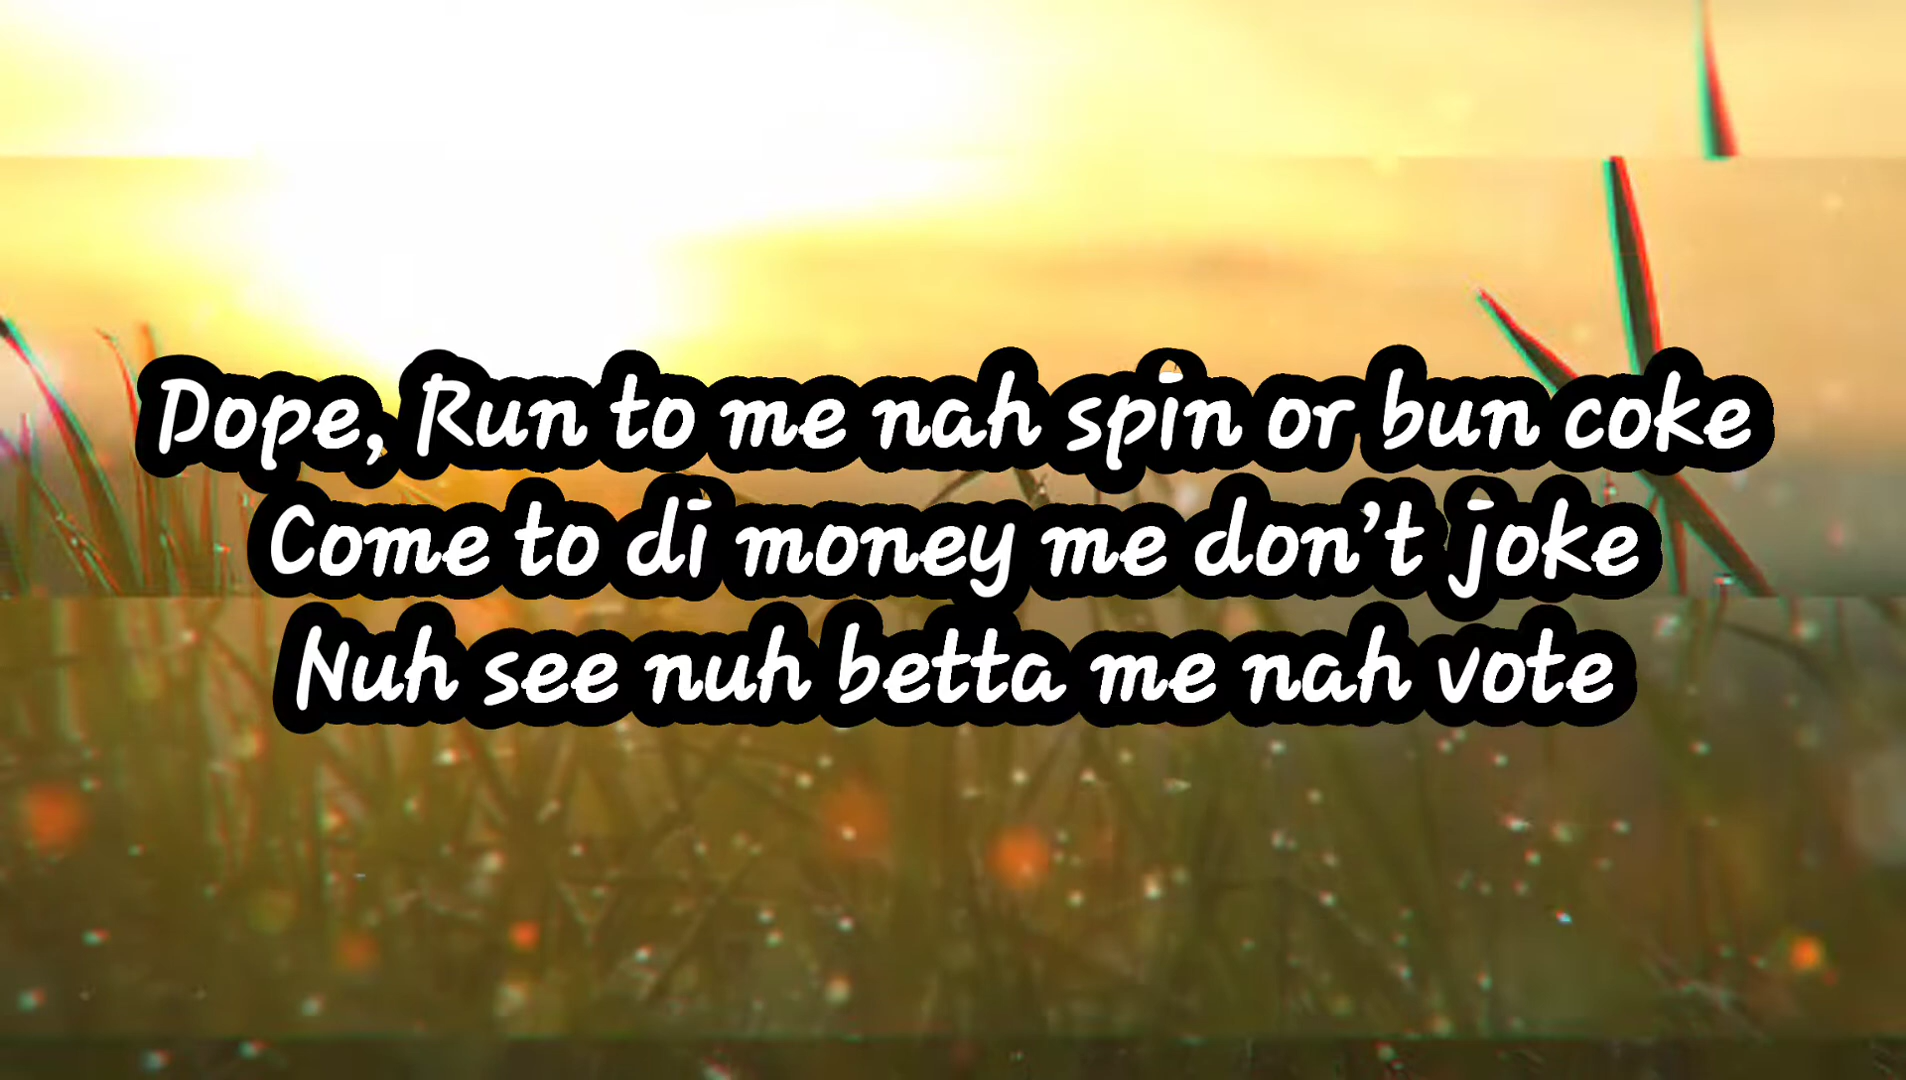 Dope, Run to me nah spin or bun coke
Come to di money me don't joke
Nuh see nuh betta me nah vote